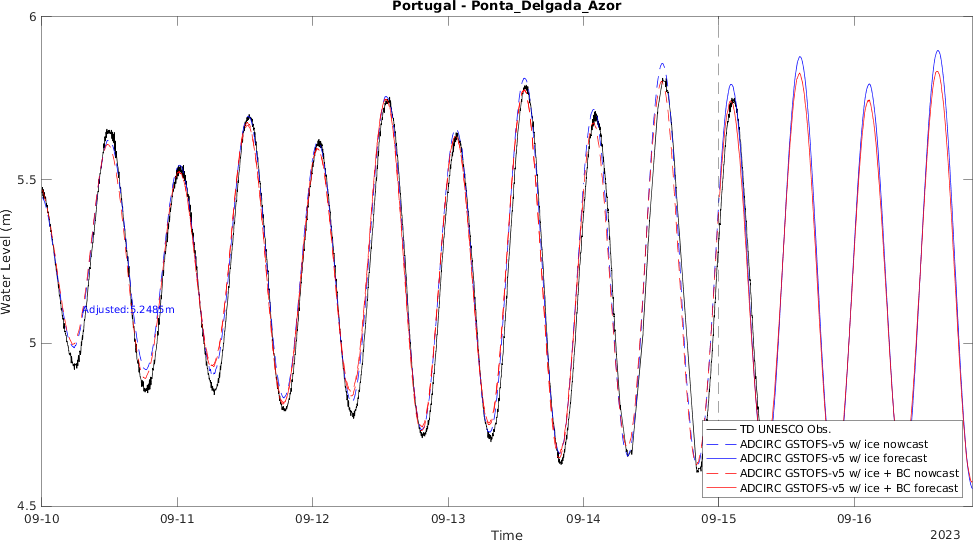 Portugal - Ponta_Delgada_Azor
6
5.5
5
4.5
Water Level (m)
Adjusted:5.2485m
TD UNESCO Obs.
ADCIRC GSTOFS-v5 w/ ice nowcast
ADCIRC GSTOFS-v5 w/ ice forecast
ADCIRC GSTOFS-v5 w/ ice + BC nowcast
ADCIRC GSTOFS-v5 w/ ice + BC forecast
09-10 09-11 09-12 09-13 09-14 09-15 09-16
Time
2023